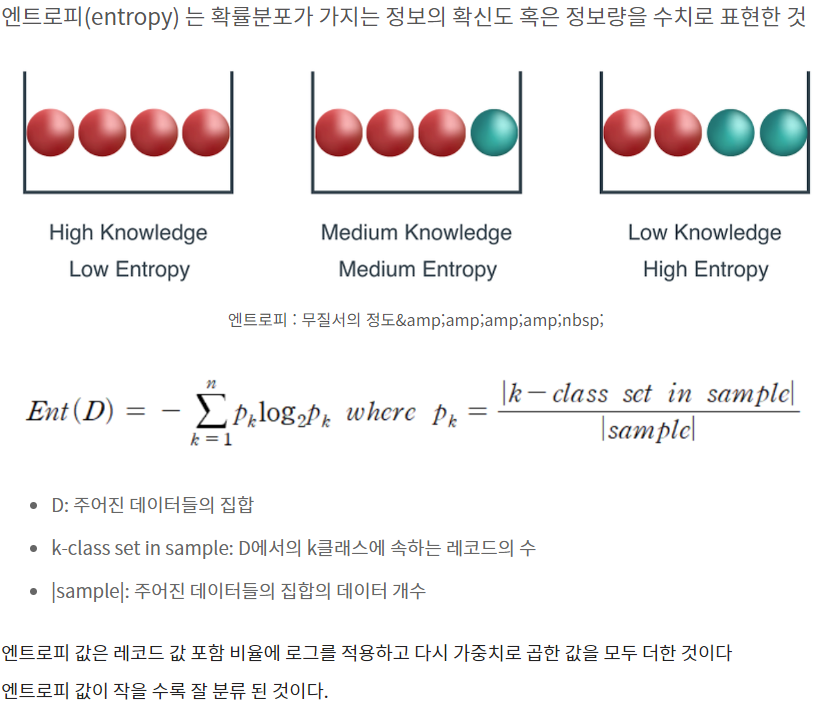 엔트로피(entropy) 는 확률분포가 가지는 정보의 확신도 혹은 정보량을 수치로 표현한 것
High Knowledge
Low Entropy
Medium Knowledge
Medium Entropy
Low Knowledge
High Entropy
엔트로피 : 무질서의 정도&amp;amp;amp;amp;nbsp;
Ent(D) = − ∑_{k=1}^{n} p_k log_2 p_k where p_k = |k−class set in sample| / |sample|
D: 주어진 데이터들의 집합
k-class set in sample: D에서의 k클래스에 속하는 레코드의 수
|sample|: 주어진 데이터들의 집합의 데이터 개수
엔트로피 값은 레코드 값 포함 비율에 로그를 적용하고 다시 가중치로 곱한 값을 모두 더한 것이다
엔트로피 값이 작을 수록 잘 분류 된 것이다.